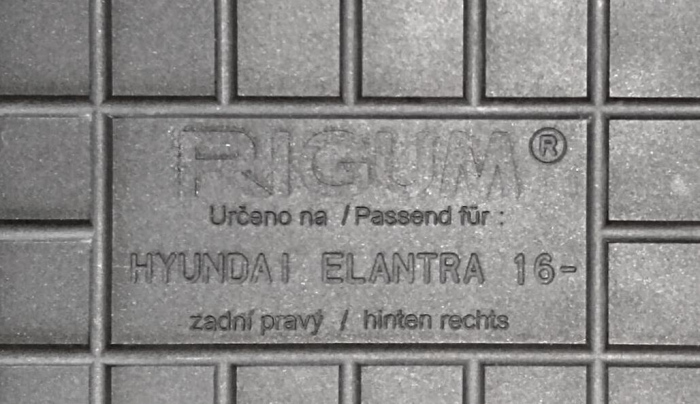 RIGUM®
Určeno na / Passend für :
HYUNDAI ELANTRA 16-
zadní pravý / hinten rechts